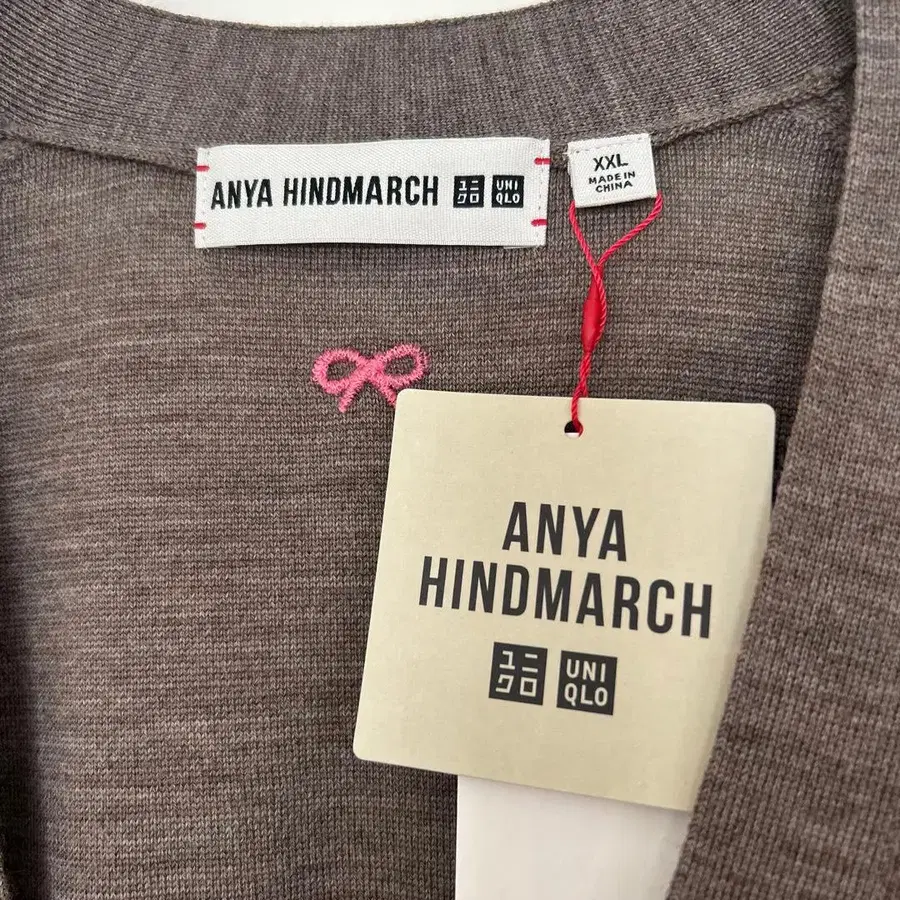 ANYA HINDMARCH
ユニ
クロ
UNI
QLO
XXL
MADE IN
CHINA
ANYA
HINDMARCH
ユニ
クロ
UNI
QLO